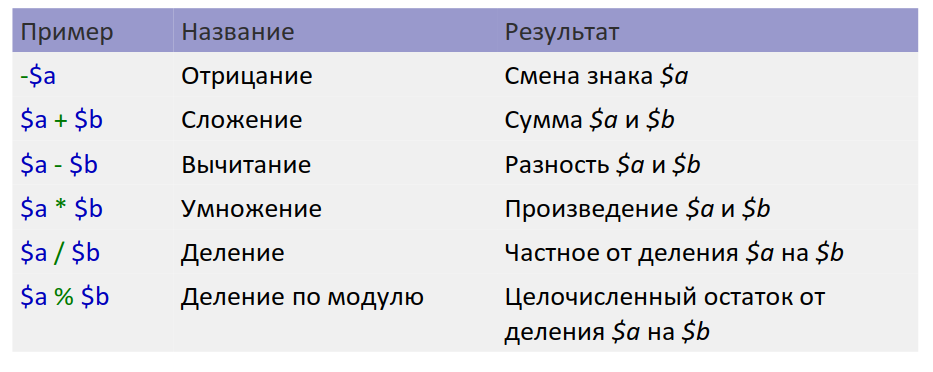 Пример Название Результат
-$a Отрицание Смена знака $a
$a + $b Сложение Сумма $a и $b
$a - $b Вычитание Разность $a и $b
$a * $b Умножение Произведение $a и $b
$a / $b Деление Частное от деления $a на $b
$a % $b Деление по модулю Целочисленный остаток от
деления $a на $b